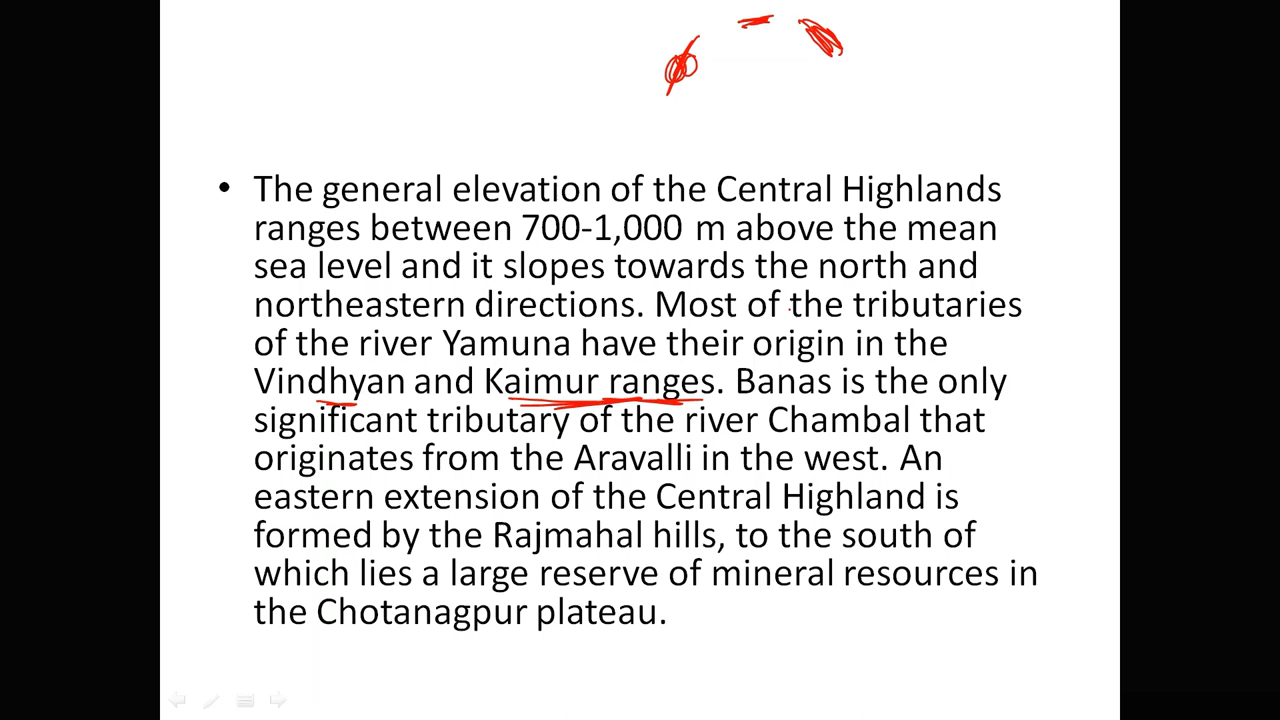 • The general elevation of the Central Highlands
ranges between 700-1,000 m above the mean
sea level and it slopes towards the north and
northeastern directions. Most of the tributaries
of the river Yamuna have their origin in the
Vindhyan and Kaimur ranges. Banas is the only
significant tributary of the river Chambal that
originates from the Aravalli in the west. An
eastern extension of the Central Highland is
formed by the Rajmahal hills, to the south of
which lies a large reserve of mineral resources in
the Chotanagpur plateau.